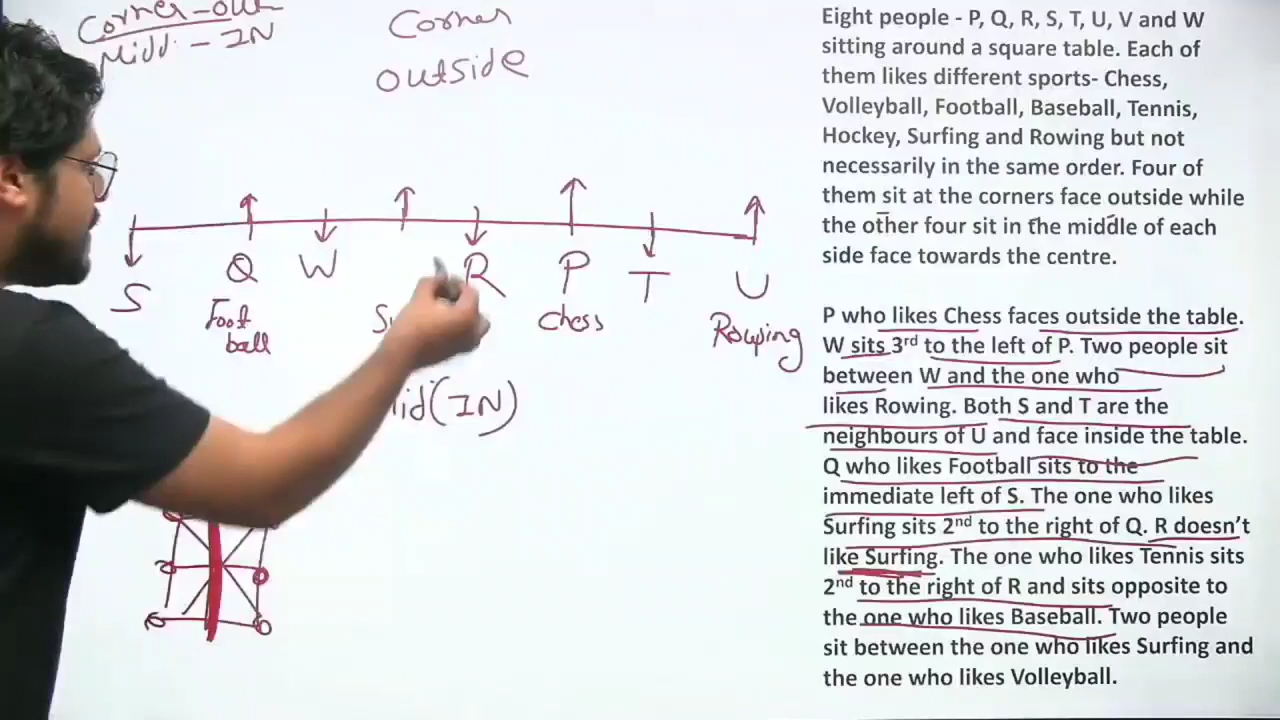 Corner-out
Midd. - IN
Corner
outside
S Q W R P T U
Foot Chess Rowing
ball
(IN)
Eight people - P, Q, R, S, T, U, V and W
sitting around a square table. Each of
them likes different sports- Chess,
Volleyball, Football, Baseball, Tennis,
Hockey, Surfing and Rowing but not
necessarily in the same order. Four of
them sit at the corners face outside while
the other four sit in the middle of each
side face towards the centre.
P who likes Chess faces outside the table.
W sits 3rd to the left of P. Two people sit
between W and the one who
likes Rowing. Both S and T are the
neighbours of U and face inside the table.
Q who likes Football sits to the
immediate left of S. The one who likes
Surfing sits 2nd to the right of Q. R doesn't
like Surfing. The one who likes Tennis sits
2nd to the right of R and sits opposite to
the one who likes Baseball. Two people
sit between the one who likes Surfing and
the one who likes Volleyball.